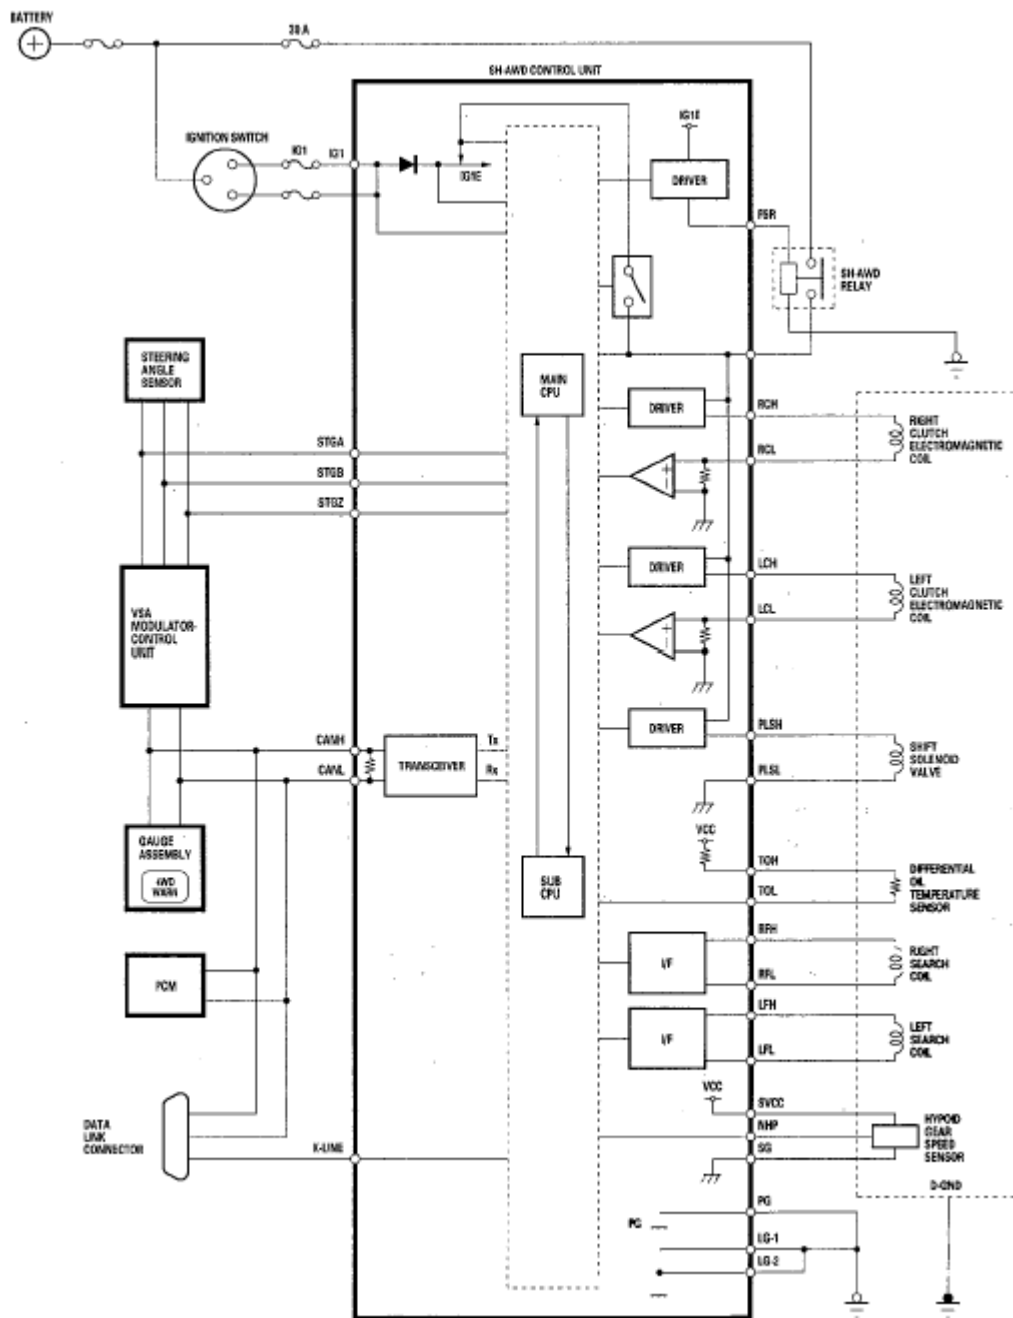 BATTERY
30 A
SH-AWD CONTROL UNIT
IGNITION SWITCH
IG1
IG1
IG1E
IG1E
DRIVER
FSR
SH-AWD
RELAY
STEERING
ANGLE
SENSOR
MAIN
CPU
DRIVER
RCH
RCL
RIGHT
CLUTCH
ELECTROMAGNETIC
COIL
STGA
STGB
STGZ
VSA
MODULATOR-
CONTROL
UNIT
DRIVER
LCH
LCL
LEFT
CLUTCH
ELECTROMAGNETIC
COIL
DRIVER
PLSH
PLSL
SHIFT
SOLENOID
VALVE
CANH
CANL
TRANSCEIVER
Tx
Rx
GAUGE
ASSEMBLY
4WD
WARN
SUB
CPU
VCC
TOH
TOL
DIFFERENTIAL
OIL
TEMPERATURE
SENSOR
PCM
I/F
RFH
RFL
RIGHT
SEARCH
COIL
I/F
LFH
LFL
LEFT
SEARCH
COIL
DATA
LINK
CONNECTOR
K-LINE
VCC
SVCC
NHP
SG
HYPOID
GEAR
SPEED
SENSOR
D-GND
PG
PG
LG-1
LG-2